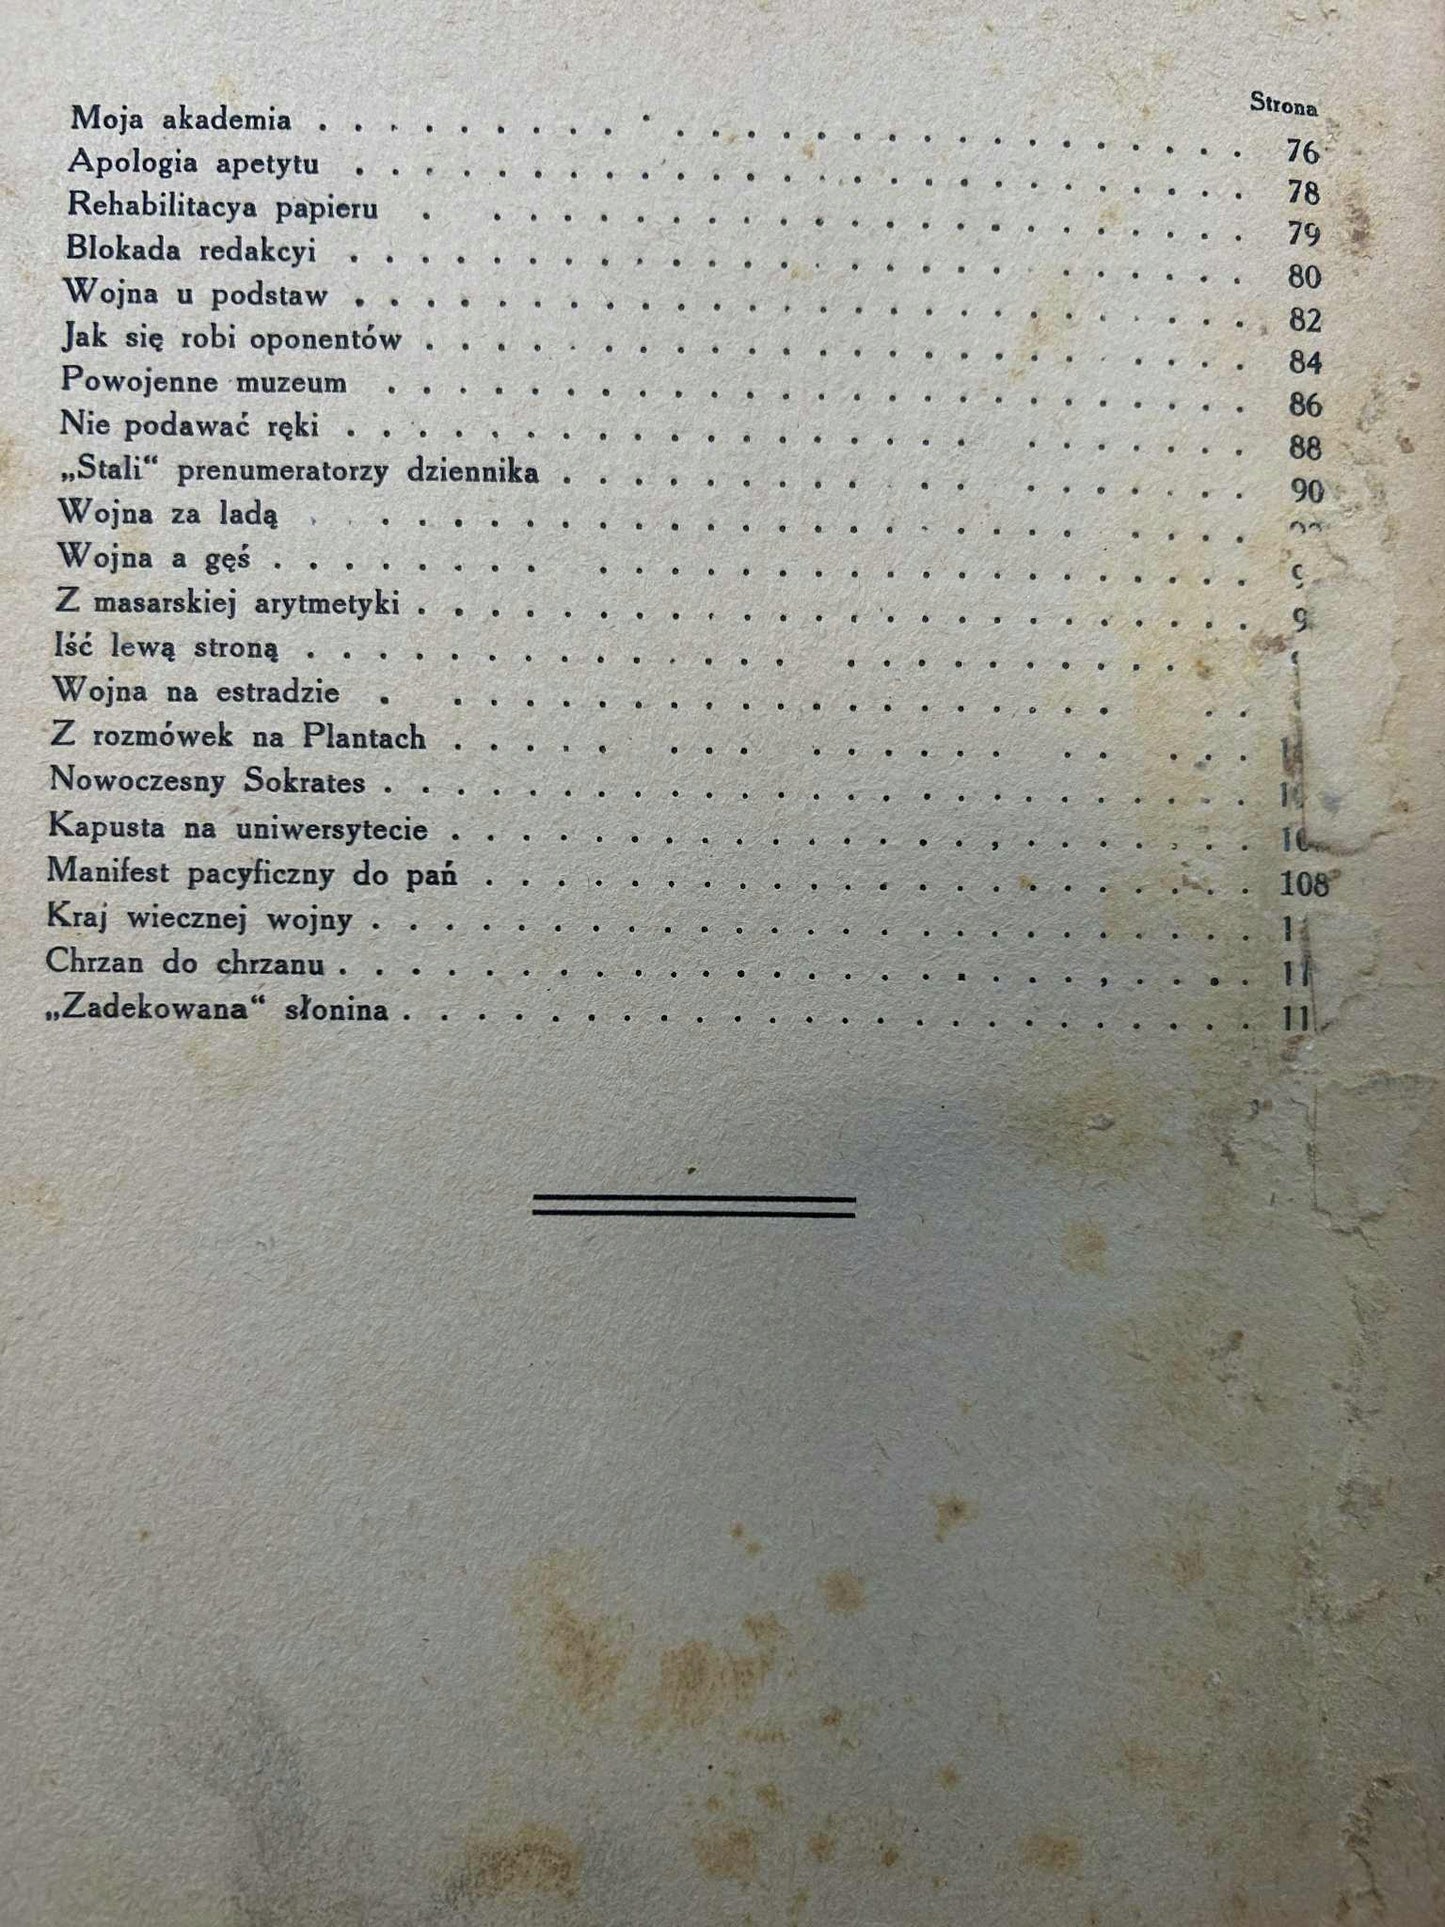 Strona
Moja akademia . . . . . . . . . . . . . . . . . . . . . . . . . . 76
Apologia apetytu . . . . . . . . . . . . . . . . . . . . . . . . . 78
Rehabilitacya papieru . . . . . . . . . . . . . . . . . . . . . . 79
Blokada redakcyi . . . . . . . . . . . . . . . . . . . . . . . . 80
Wojna u podstaw . . . . . . . . . . . . . . . . . . . . . . . . . 82
Jak się robi oponentów . . . . . . . . . . . . . . . . . . . . . . 84
Powojenne muzeum . . . . . . . . . . . . . . . . . . . . . . . . 86
Nie podawać ręki . . . . . . . . . . . . . . . . . . . . . . . . 88
„Stali“ prenumeratorzy dziennika . . . . . . . . . . . . . . . . . 90
Wojna za ladą . . . . . . . . . . . . . . . . . . . . . . . .
Wojna a gęś . . . . . . . . . . . . . . . . . . . . . . . . . .
Z masarskiej arytmetyki . . . . . . . . . . . . . . . . . . . . . . . .
Iść lewą stroną . . . . . . . . . . . . . . . . . . . . . . . .
Wojna na estradzie . . . . . . . . . . . . . . . . . . . . . .
Z rozmówek na Plantach . . . . . . . . . . . . . . . . . . .
Nowoczesny Sokrates . . . . . . . . . . . . . . . . . . . . . . . . .
Kapusta na uniwersytecie . . . . . . . . . . . . . . . . . . . . . . .
Manifest pacyficzny do pań . . . . . . . . . . . . . . . . . . . . . . 108
Kraj wiecznej wojny . . . . . . . . . . . . . . . . . . . . . . . . .
Chrzan do chrzanu . . . . . . . . . . . . . . . . . . . . . . . . . .
„Zadekowana“ słonina . . . . . . . . . . . . . . . . . . . . . . . .